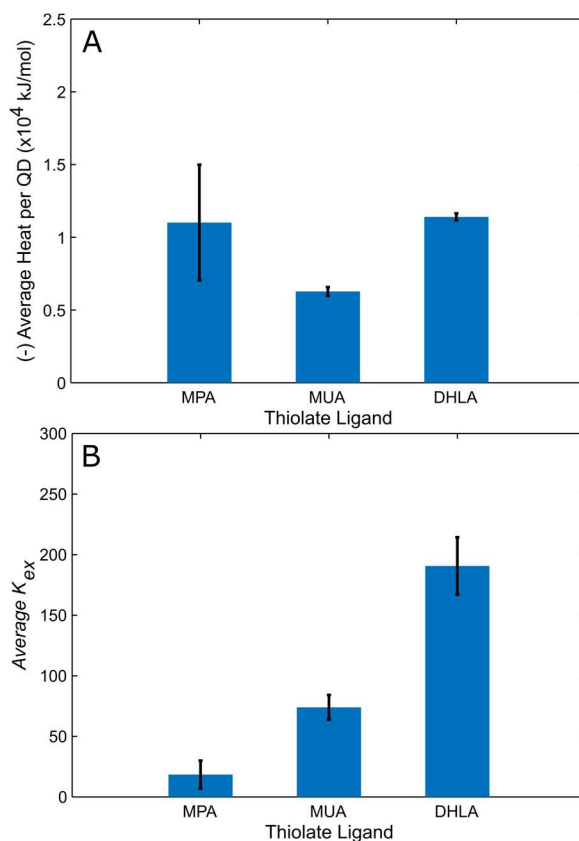 A
(-) Average Heat per QD (x10⁴ kJ/mol)
2.5
2
1.5
1
0.5
0
MPA MUA DHLA
Thiolate Ligand
B
Average K_ex
300
250
200
150
100
50
0
MPA MUA DHLA
Thiolate Ligand